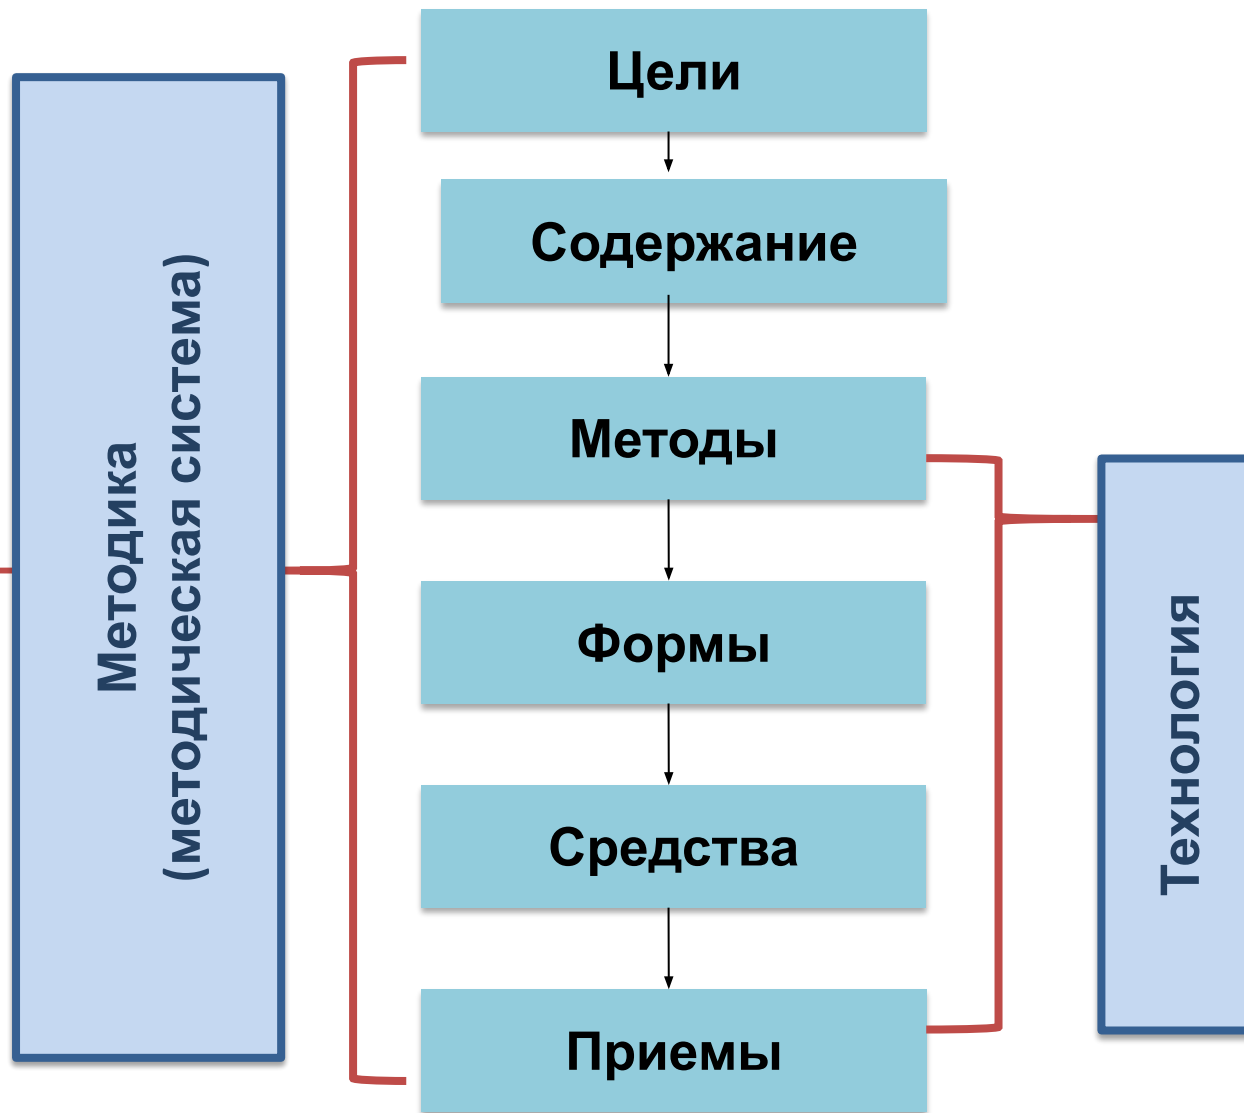 Методика
(методическая система)
Цели
Содержание
Методы
Формы
Средства
Приемы
Технология